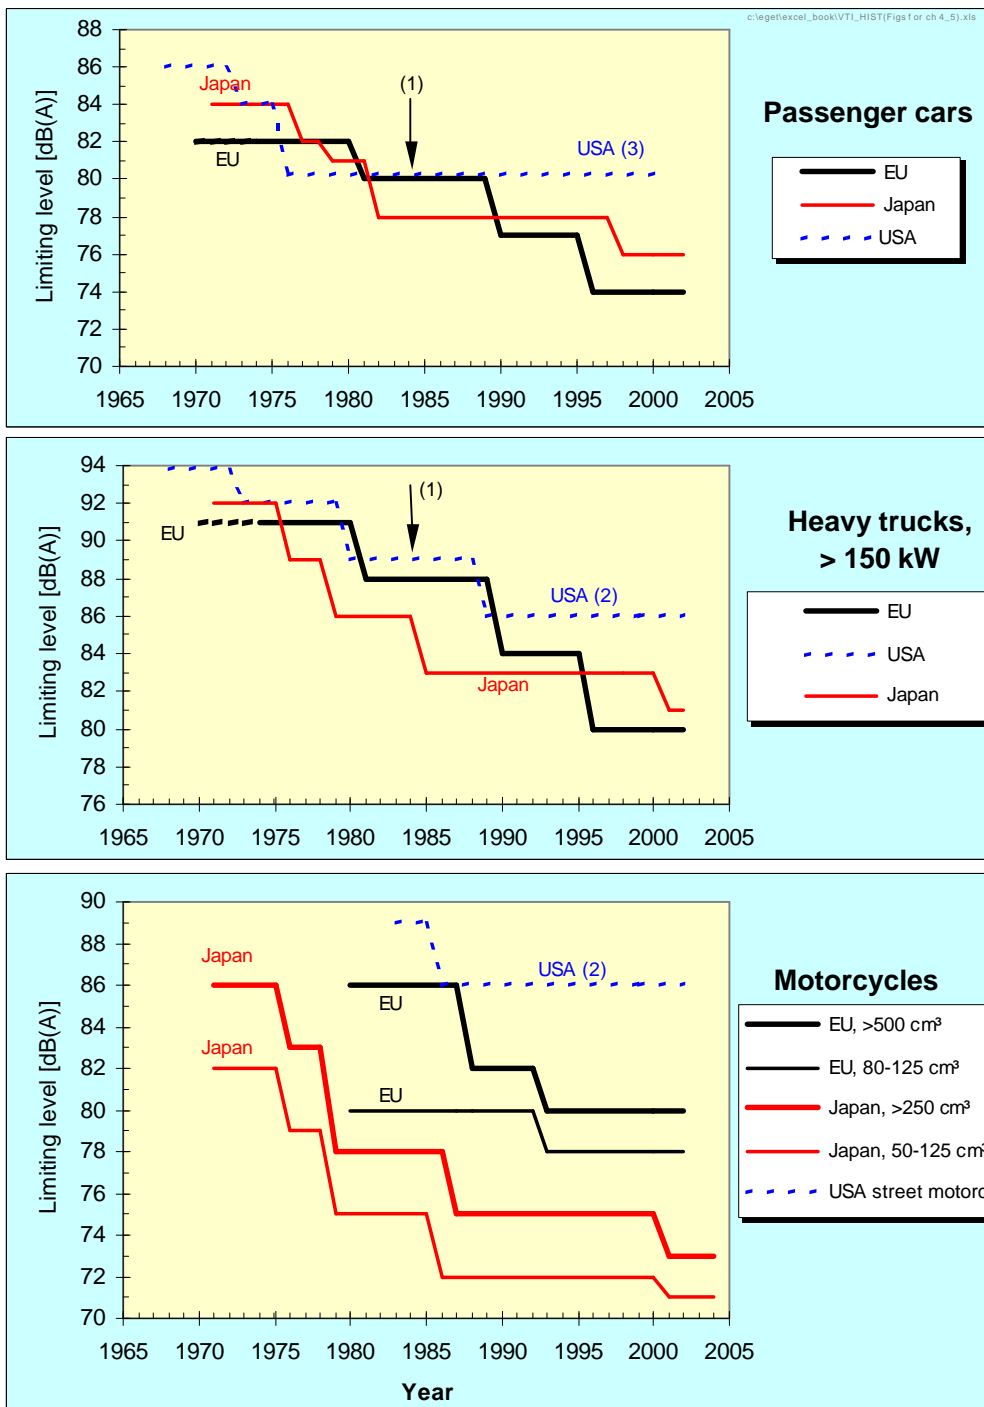 c:\eget\excel_book\VTI_HIST(Figs for ch 4_5).xls
Passenger cars
Limiting level [dB(A)]
88
86
84
82
80
78
76
74
72
70
1965 1970 1975 1980 1985 1990 1995 2000 2005
Japan
EU
(1)
USA (3)
EU
Japan
USA
Heavy trucks,
> 150 kW
Limiting level [dB(A)]
94
92
90
88
86
84
82
80
78
76
1965 1970 1975 1980 1985 1990 1995 2000 2005
EU
(1)
USA (2)
Japan
EU
USA
Japan
Motorcycles
Limiting level [dB(A)]
90
88
86
84
82
80
78
76
74
72
70
1965 1970 1975 1980 1985 1990 1995 2000 2005
Year
Japan
Japan
EU
EU
USA (2)
EU, >500 cm³
EU, 80-125 cm³
Japan, >250 cm³
Japan, 50-125 cm³
USA street motorc